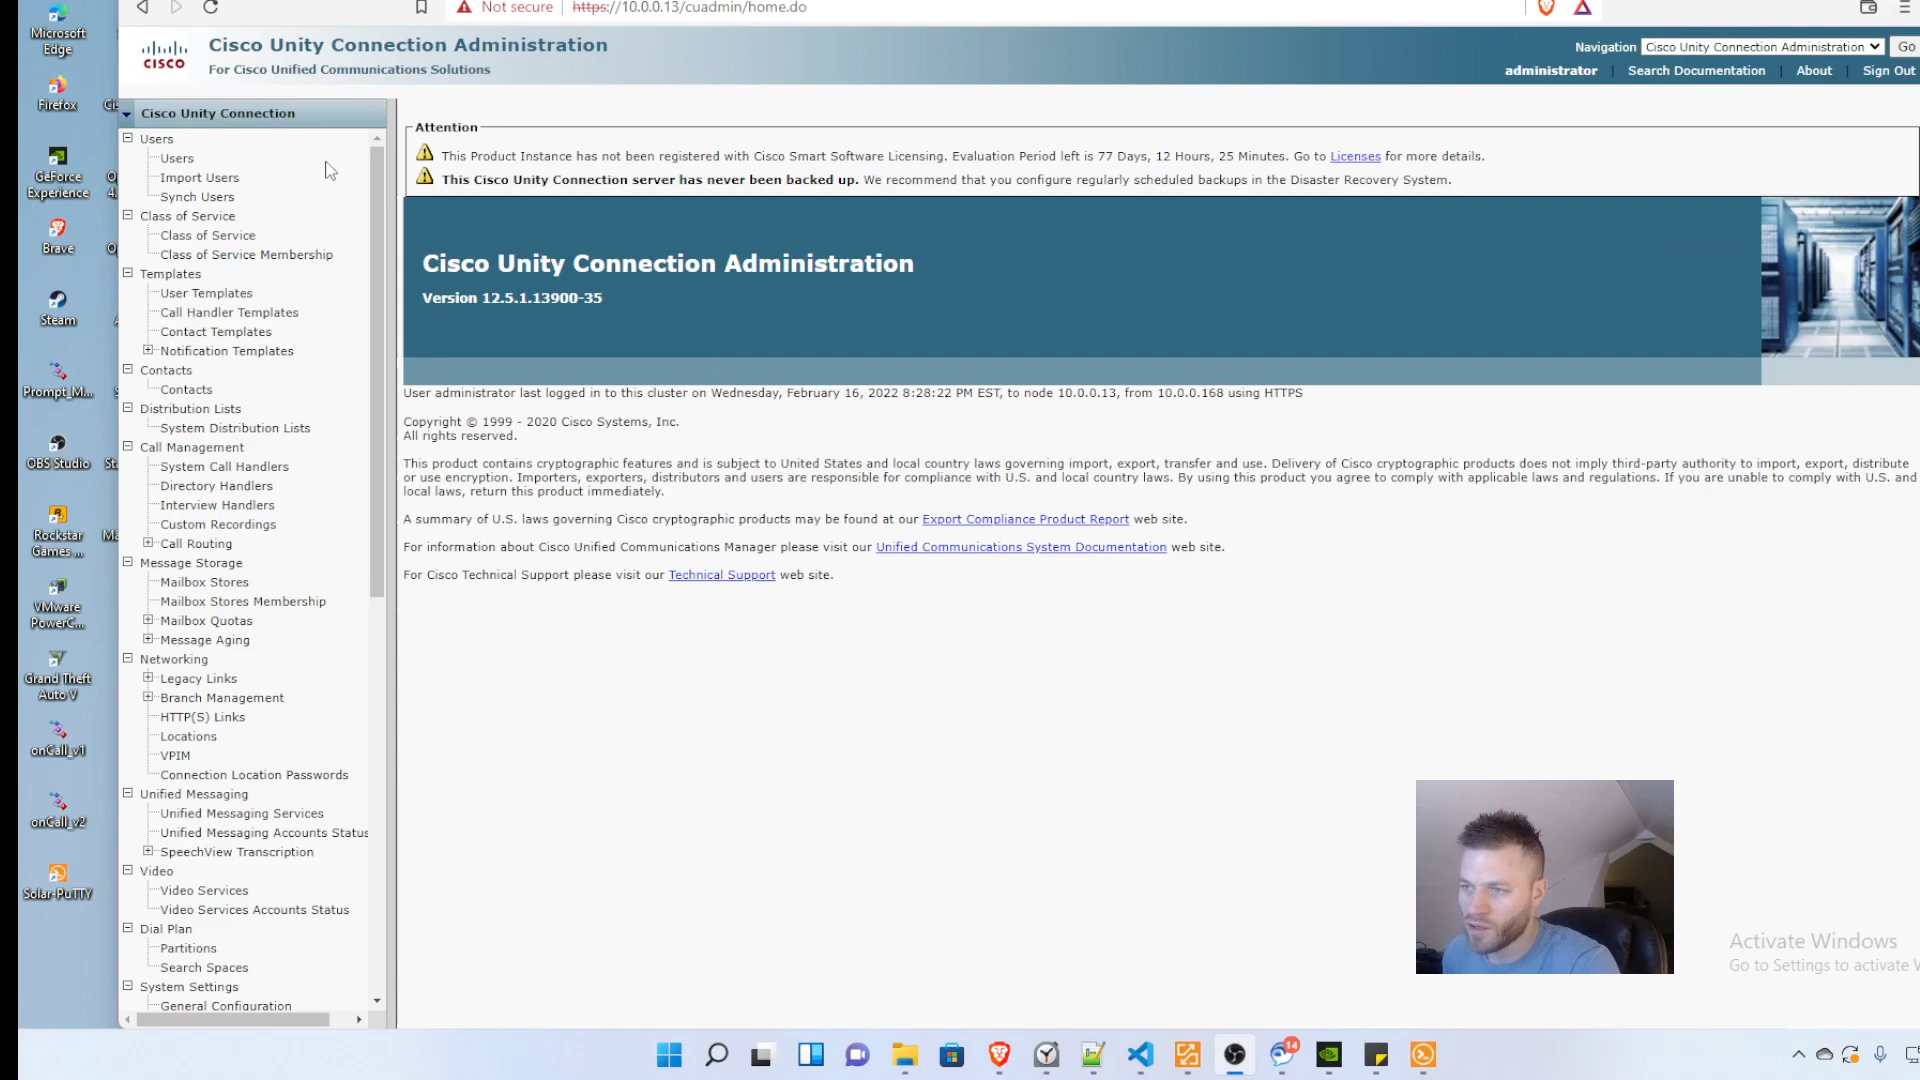 Microsoft
Edge
Firefox
GeForce
Experience
Brave
Steam
Prompt_M...
OBS Studio
Rockstar
Games ...
VMware
PowerC...
Grand Theft
Auto V
onCall_v1
onCall_v2
Solar-PuTTY
Not secure
https://10.0.0.13/cuadmin/home.do
CISCO
Cisco Unity Connection Administration
For Cisco Unified Communications Solutions
Navigation Cisco Unity Connection Administration Go
administrator | Search Documentation | About | Sign Out
Cisco Unity Connection
Users
Users
Import Users
Synch Users
Class of Service
Class of Service
Class of Service Membership
Templates
User Templates
Call Handler Templates
Contact Templates
Notification Templates
Contacts
Contacts
Distribution Lists
System Distribution Lists
Call Management
System Call Handlers
Directory Handlers
Interview Handlers
Custom Recordings
Call Routing
Message Storage
Mailbox Stores
Mailbox Stores Membership
Mailbox Quotas
Message Aging
Networking
Legacy Links
Branch Management
HTTP(S) Links
Locations
VPIM
Connection Location Passwords
Unified Messaging
Unified Messaging Services
Unified Messaging Accounts Status
SpeechView Transcription
Video
Video Services
Video Services Accounts Status
Dial Plan
Partitions
Search Spaces
System Settings
General Configuration
Attention
This Product Instance has not been registered with Cisco Smart Software Licensing. Evaluation Period left is 77 Days, 12 Hours, 25 Minutes. Go to Licenses for more details.
This Cisco Unity Connection server has never been backed up. We recommend that you configure regularly scheduled backups in the Disaster Recovery System.
Cisco Unity Connection Administration
Version 12.5.1.13900-35
User administrator last logged in to this cluster on Wednesday, February 16, 2022 8:28:22 PM EST, to node 10.0.0.13, from 10.0.0.168 using HTTPS
Copyright © 1999 - 2020 Cisco Systems, Inc.
All rights reserved.
This product contains cryptographic features and is subject to United States and local country laws governing import, export, transfer and use. Delivery of Cisco cryptographic products does not imply third-party authority to import, export, distribute
or use encryption. Importers, exporters, distributors and users are responsible for compliance with U.S. and local country laws. By using this product you agree to comply with applicable laws and regulations. If you are unable to comply with U.S. and
local laws, return this product immediately.
A summary of U.S. laws governing Cisco cryptographic products may be found at our Export Compliance Product Report web site.
For information about Cisco Unified Communications Manager please visit our Unified Communications System Documentation web site.
For Cisco Technical Support please visit our Technical Support web site.
Activate Windows
Go to Settings to activate
14